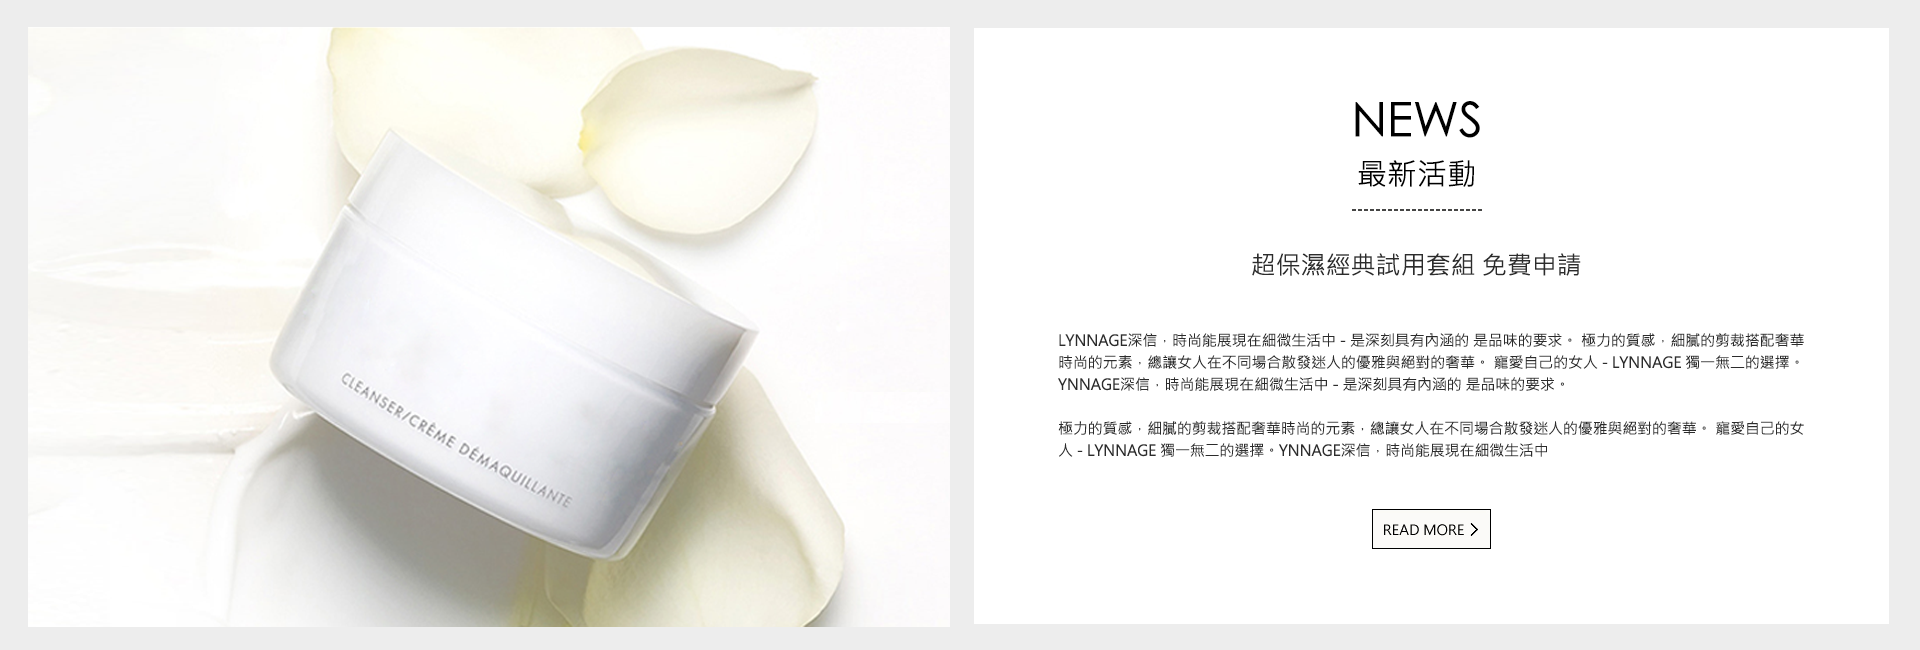 CLEANSER/CRÈME DÉMAQUILLANTE
NEWS
最新活動
超保濕經典試用套組 免費申請
LYNNAGE深信，時尚能展現在細微生活中 - 是深刻具有內涵的 是品味的要求。 極力的質感，細膩的剪裁搭配奢華
時尚的元素，總讓女人在不同場合散發迷人的優雅與絕對的奢華。 寵愛自己的女人 - LYNNAGE 獨一無二的選擇。
YNNAGE深信，時尚能展現在細微生活中 - 是深刻具有內涵的 是品味的要求。
極力的質感，細膩的剪裁搭配奢華時尚的元素，總讓女人在不同場合散發迷人的優雅與絕對的奢華。 寵愛自己的女
人 - LYNNAGE 獨一無二的選擇。YNNAGE深信，時尚能展現在細微生活中
READ MORE >